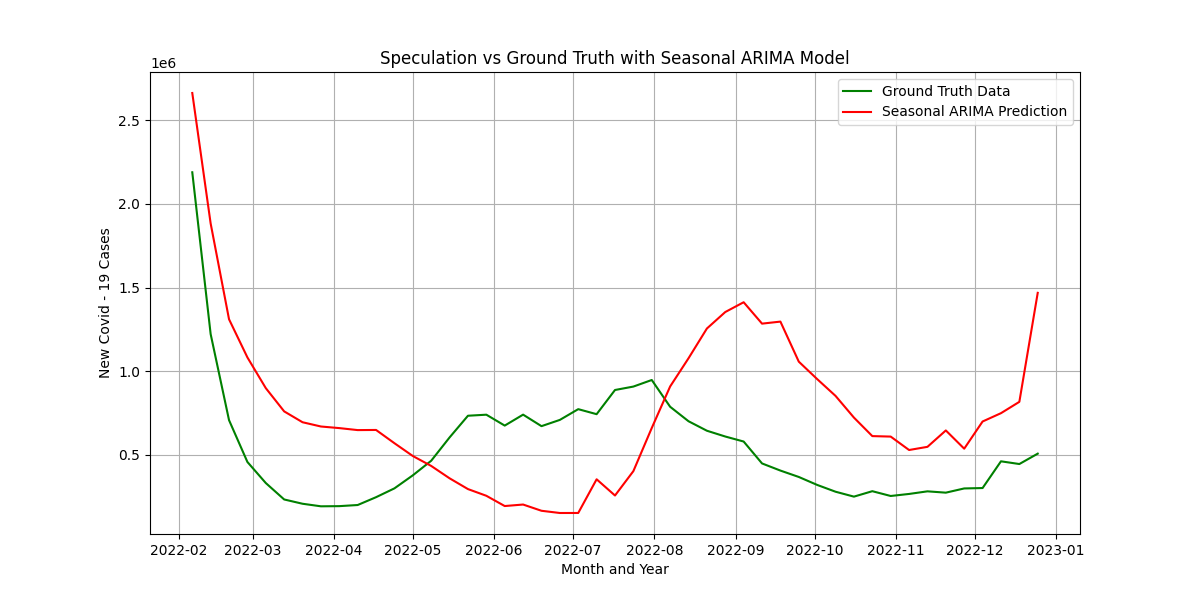 Speculation vs Ground Truth with Seasonal ARIMA Model
1e6
Ground Truth Data
Seasonal ARIMA Prediction
2.5
2.0
1.5
1.0
0.5
New Covid - 19 Cases
2022-02 2022-03 2022-04 2022-05 2022-06 2022-07 2022-08 2022-09 2022-10 2022-11 2022-12 2023-01
Month and Year